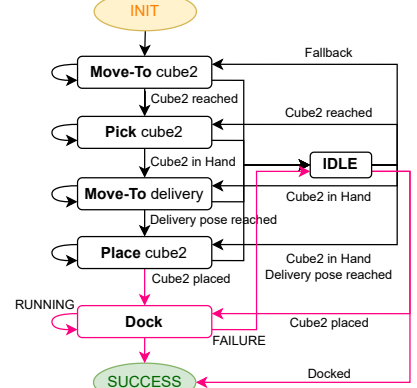 INIT
Fallback
Move-To cube2
Cube2 reached
Cube2 reached
Pick cube2
Cube2 in Hand
IDLE
Move-To delivery
Cube2 in Hand
Delivery pose reached
Place cube2
Cube2 in Hand
Delivery pose reached
Cube2 placed
RUNNING
Dock
Cube2 placed
FAILURE
Docked
SUCCESS